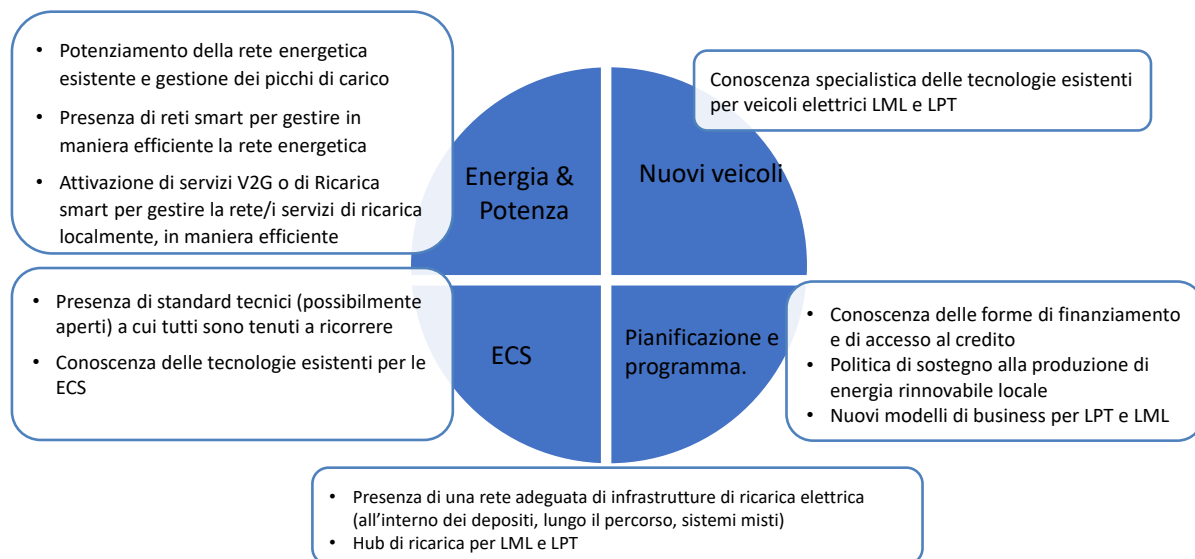 • Potenziamento della rete energetica
esistente e gestione dei picchi di carico
• Presenza di reti smart per gestire in
maniera efficiente la rete energetica
• Attivazione di servizi V2G o di Ricarica
smart per gestire la rete/i servizi di ricarica
localmente, in maniera efficiente
Conoscenza specialistica delle tecnologie esistenti
per veicoli elettrici LML e LPT
Energia &
Potenza
Nuovi veicoli
• Presenza di standard tecnici (possibilmente
aperti) a cui tutti sono tenuti a ricorrere
• Conoscenza delle tecnologie esistenti per le
ECS
ECS
Pianificazione e
programma.
• Conoscenza delle forme di finanziamento
e di accesso al credito
• Politica di sostegno alla produzione di
energia rinnovabile locale
• Nuovi modelli di business per LPT e LML
• Presenza di una rete adeguata di infrastrutture di ricarica elettrica
(all’interno dei depositi, lungo il percorso, sistemi misti)
• Hub di ricarica per LML e LPT